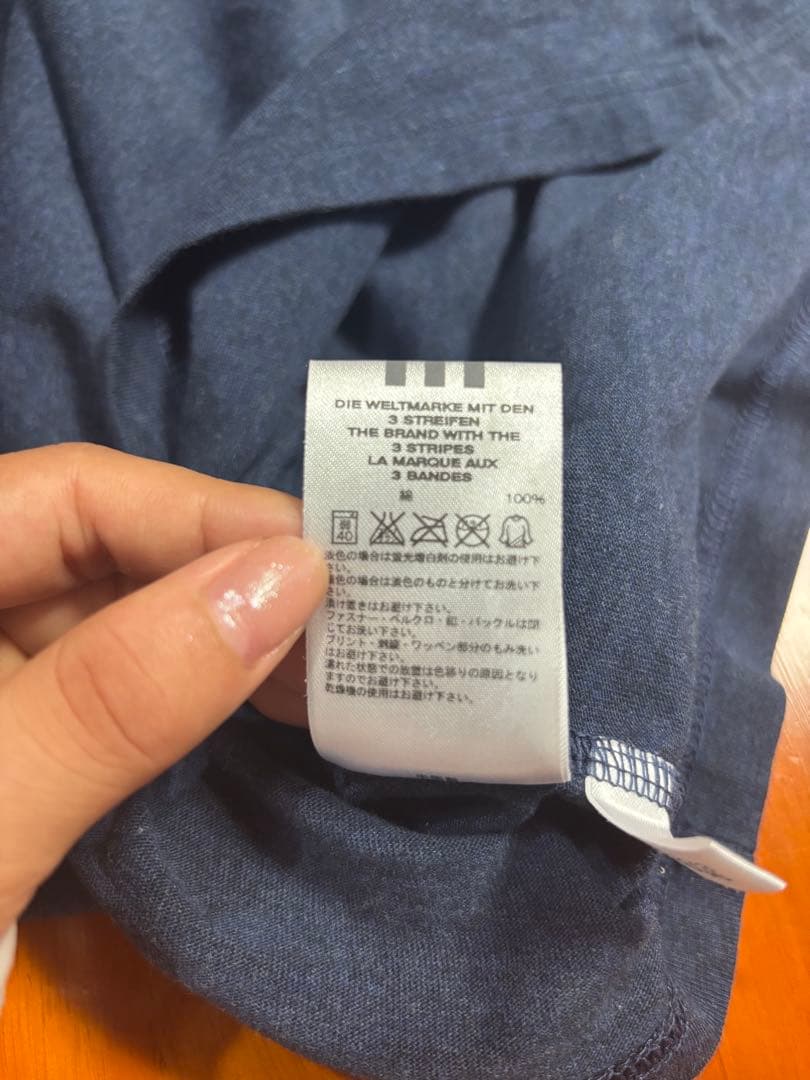 DIE WELTMARKE MIT DEN
3 STREIFEN
THE BRAND WITH THE
3 STRIPES
LA MARQUE AUX
3 BANDES
綿 100%
弱
40
淡色の場合は蛍光増白剤の使用はお避け下
さい。
色の場合は淡色のものと分けてお洗い下
さい。
漬け置きはお避け下さい。
ファスナー・ベルクロ・釦・バックルは閉
じてお洗い下さい。
プリント・刺繍・ワッペン部分のもみ洗い
はお避け下さい。
濡れた状態での放置は色移りの原因となり
ますのでお避け下さい。
乾燥機の使用はお避け下さい。